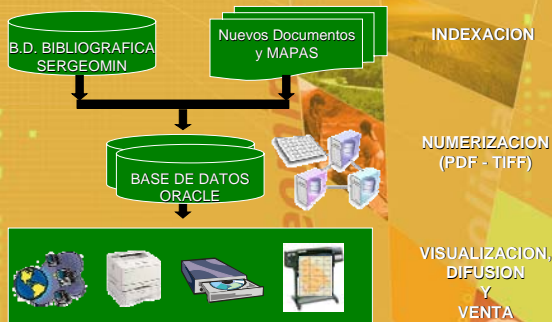 B.D. BIBLIOGRAFICA
SERGEOMIN
Nuevos Documentos
y MAPAS
INDEXACION
BASE DE DATOS
ORACLE
NUMERIZACION
(PDF - TIFF)
VISUALIZACION,
DIFUSION
Y
VENTA